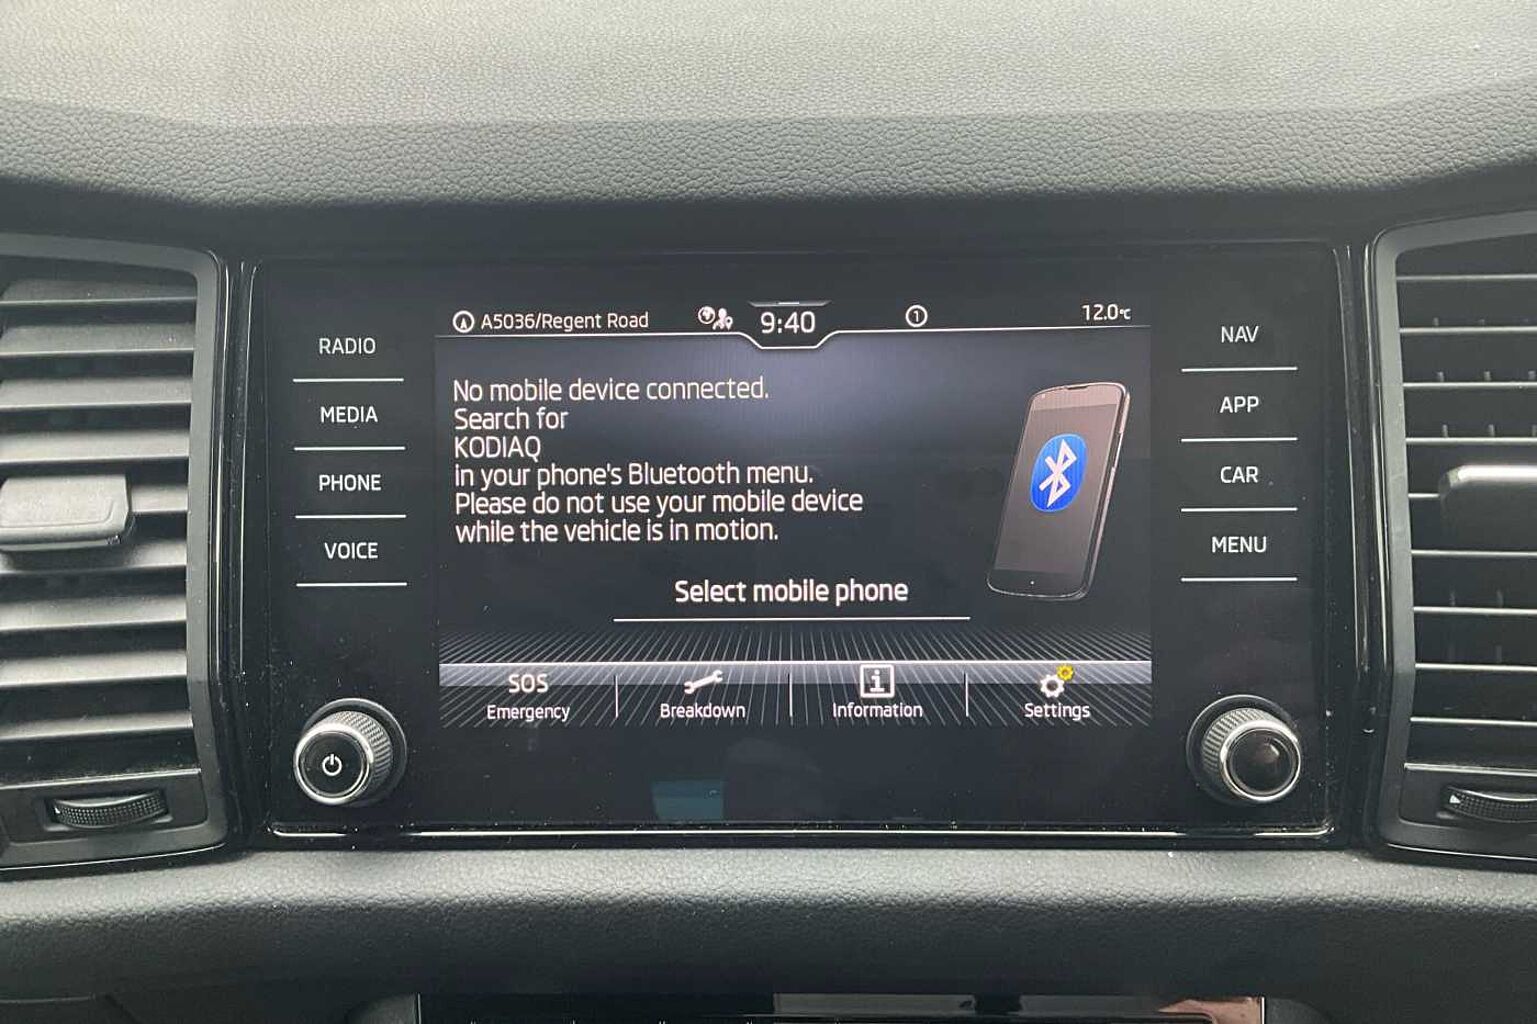 A5036/Regent Road
9:40
1
12.0°C
RADIO
MEDIA
PHONE
VOICE
No mobile device connected.
Search for
KODIAQ
in your phone's Bluetooth menu.
Please do not use your mobile device
while the vehicle is in motion.
Select mobile phone
SOS
Emergency
Breakdown
Information
Settings
NAV
APP
CAR
MENU